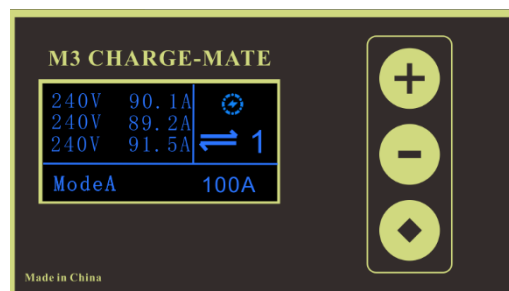 M3 CHARGE-MATE
240V 90.1A
240V 89.2A
240V 91.5A
1
ModeA 100A
+
-
Made in China